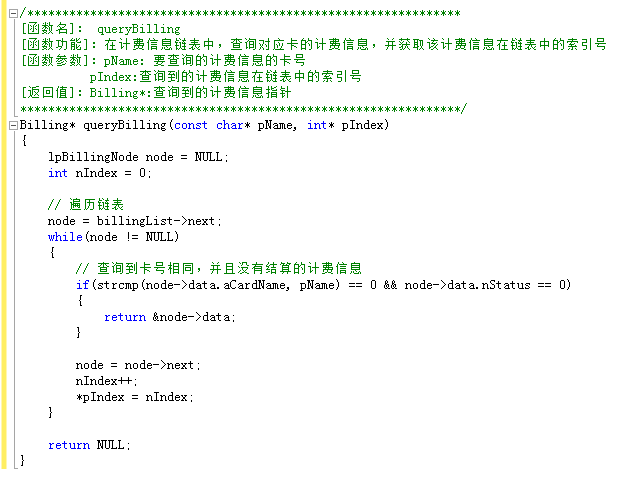 /**************************************************************
[函数名]: queryBilling
[函数功能]: 在计费信息链表中, 查询对应卡的计费信息, 并获取该计费信息在链表中的索引号
[函数参数]: pName: 要查询的计费信息的卡号
          pIndex:查询到的计费信息在链表中的索引号
[返回值]: Billing*:查询到的计费信息指针
***************************************************************/
Billing* queryBilling(const char* pName, int* pIndex)
{
    lpBillingNode node = NULL;
    int nIndex = 0;

    // 遍历链表
    node = billingList->next;
    while(node != NULL)
    {
        // 查询到卡号相同, 并且没有结算的计费信息
        if(strcmp(node->data.aCardName, pName) == 0 && node->data.nStatus == 0)
        {
            return &node->data;
        }

        node = node->next;
        nIndex++;
        *pIndex = nIndex;
    }

    return NULL;
}